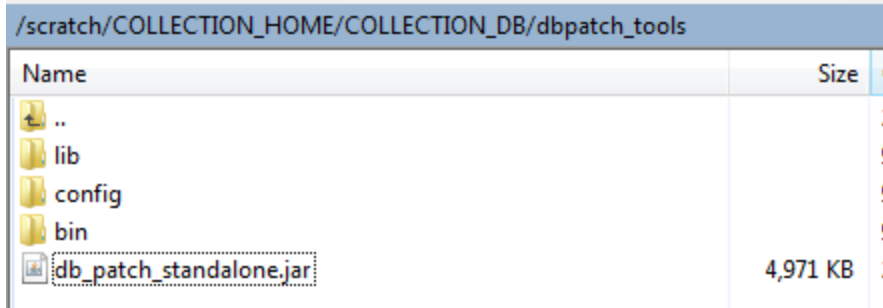 /scratch/COLLECTION_HOME/COLLECTION_DB/dbpatch_tools
Name Size
..
lib
config
bin
db_patch_standalone.jar 4,971 KB